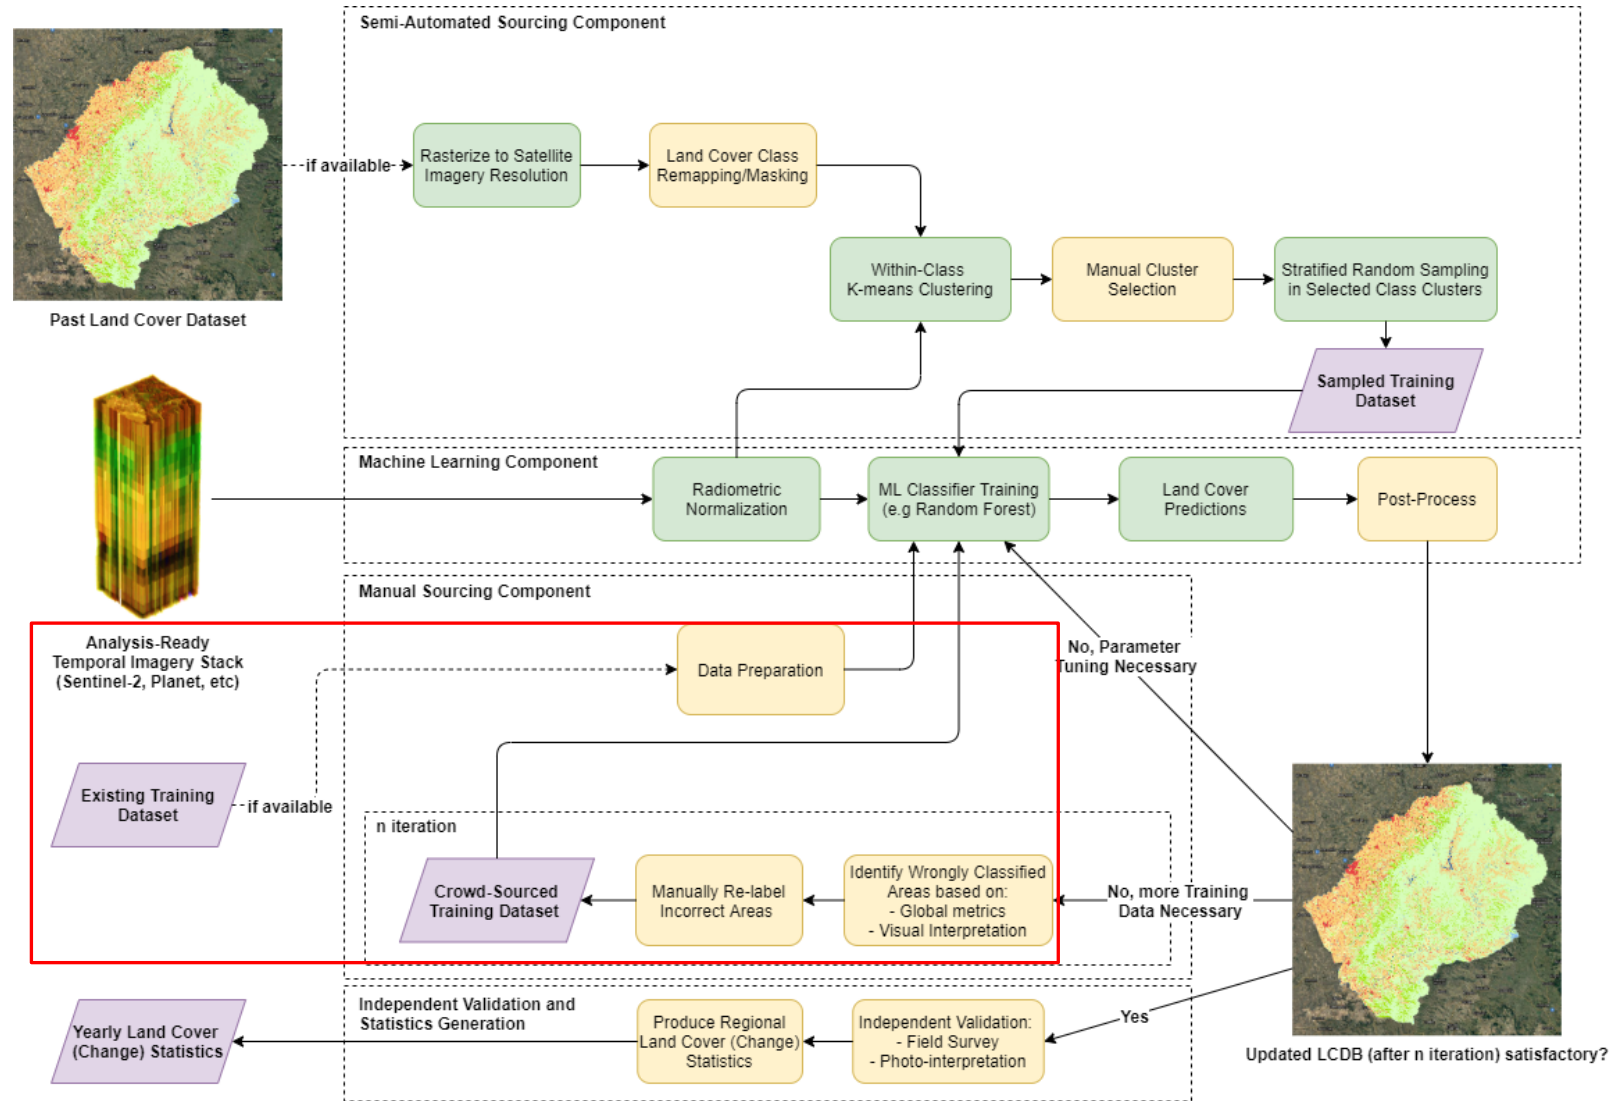 Semi-Automated Sourcing Component
if available
Rasterize to Satellite
Imagery Resolution
Land Cover Class
Remapping/Masking
Within-Class
K-means Clustering
Manual Cluster
Selection
Stratified Random Sampling
in Selected Class Clusters
Past Land Cover Dataset
Sampled Training
Dataset
Machine Learning Component
Radiometric
Normalization
ML Classifier Training
(e.g Random Forest)
Land Cover
Predictions
Post-Process
Manual Sourcing Component
Analysis-Ready
Temporal Imagery Stack
(Sentinel-2, Planet, etc)
Data Preparation
No, Parameter
Tuning Necessary
Existing Training
Dataset
if available
n iteration
Crowd-Sourced
Training Dataset
Manually Re-label
Incorrect Areas
Identify Wrongly Classified
Areas based on:
- Global metrics
- Visual Interpretation
No, more Training
Data Necessary
Independent Validation and
Statistics Generation
Yearly Land Cover
(Change) Statistics
Produce Regional
Land Cover (Change)
Statistics
Independent Validation:
- Field Survey
- Photo-interpretation
Yes
Updated LCDB (after n iteration) satisfactory?